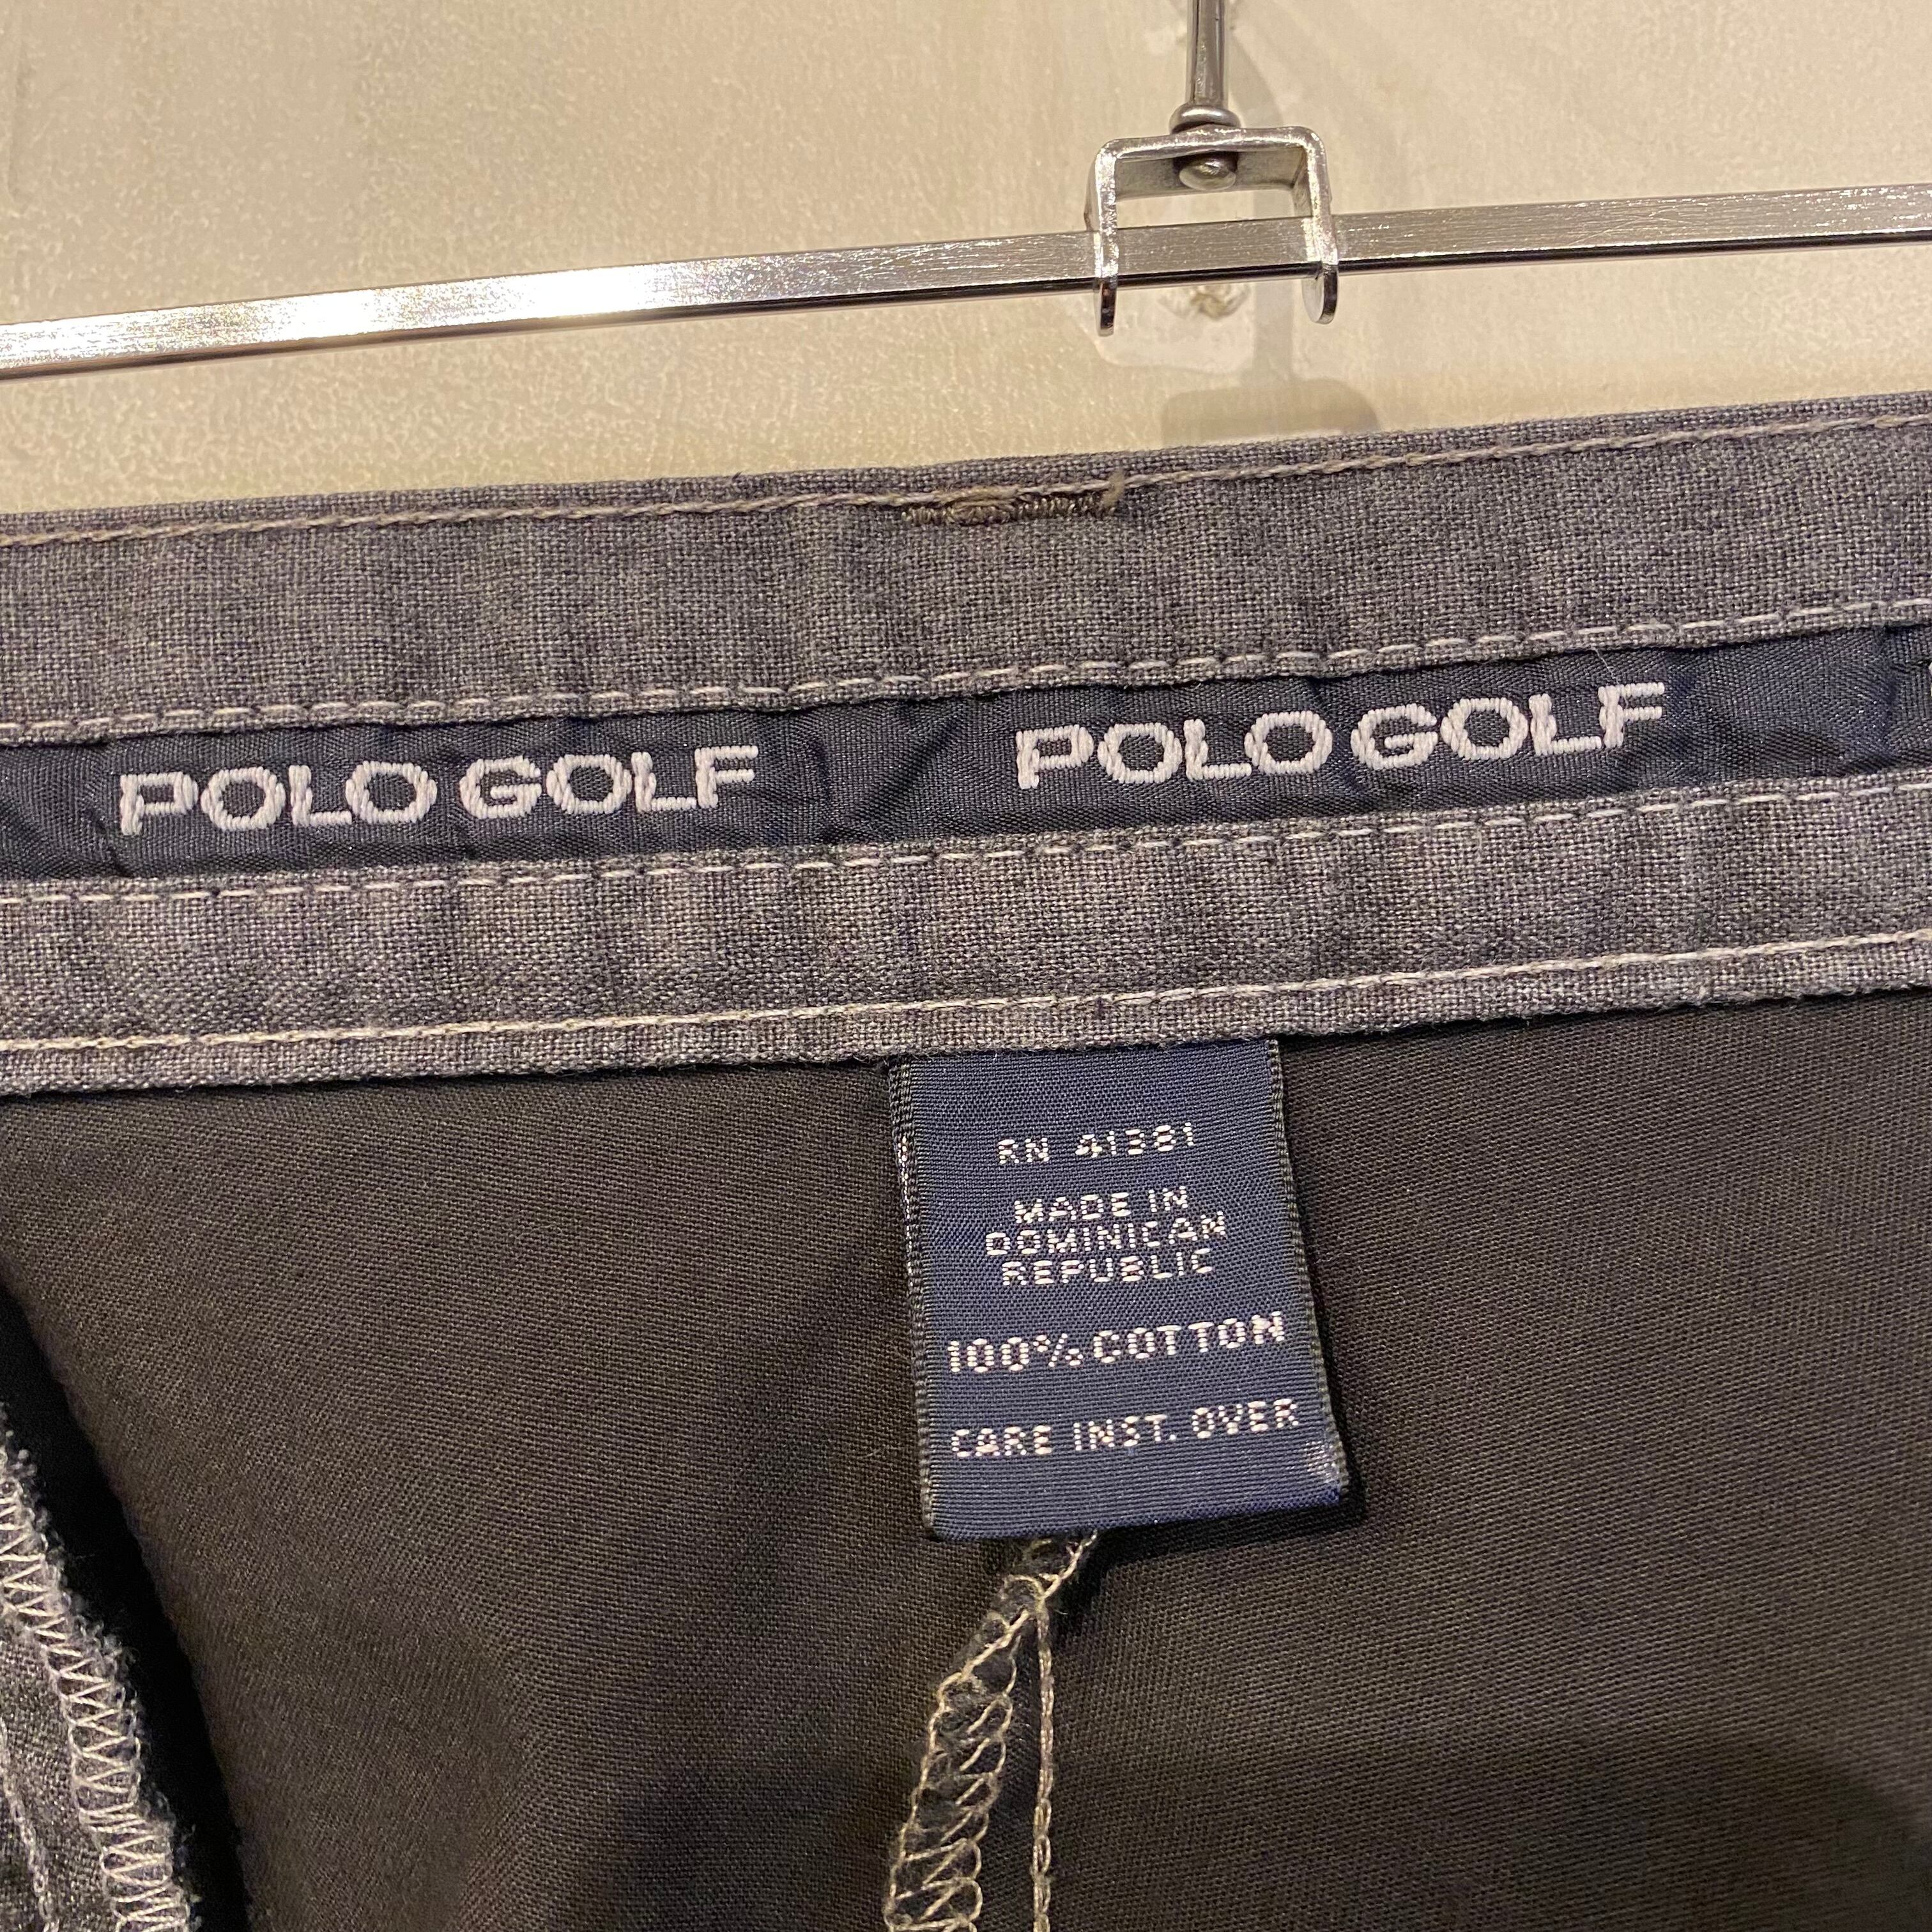 POLO GOLF POLO GOLF
RN 41381
MADE IN
DOMINICAN
REPUBLIC
100% COTTON
CARE INST. OVER